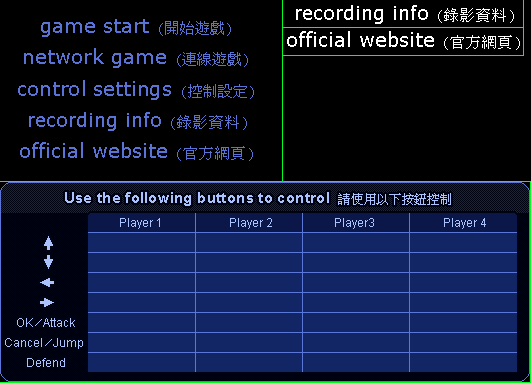 game start (開始遊戲)
network game (連線遊戲)
control settings (控制設定)
recording info (錄影資料)
official website (官方網頁)
recording info (錄影資料)
official website (官方網頁)
Use the following buttons to control 請使用以下按鈕控制
Player 1 Player 2 Player3 Player 4
OK/Attack
Cancel/Jump
Defend